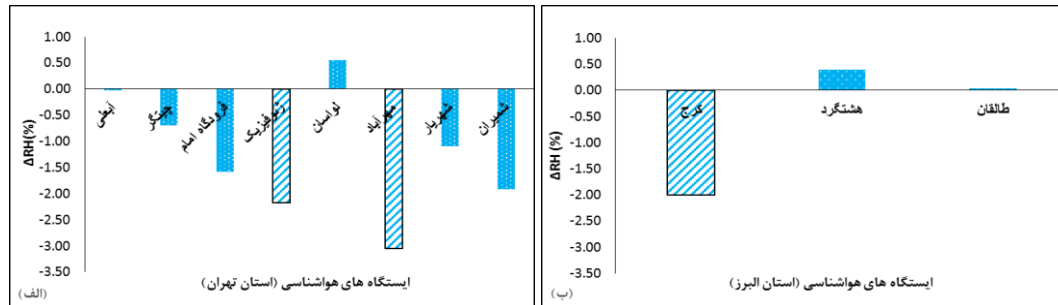 1.00
0.50
0.00
-0.50
-1.00
-1.50
-2.00
-2.50
-3.00
-3.50
ΔRH(%)
آبعلی
چیتگر
فرودگاه امام
ژئوفیزیک
لواسان
مهرآباد
شهریار
شمیران
ایستگاه های هواشناسی (استان تهران)
(الف)
1.00
0.50
0.00
-0.50
-1.00
-1.50
-2.00
-2.50
-3.00
-3.50
ΔRH (%)
کرج
هشتگرد
طالقان
ایستگاه های هواشناسی (استان البرز)
(ب)